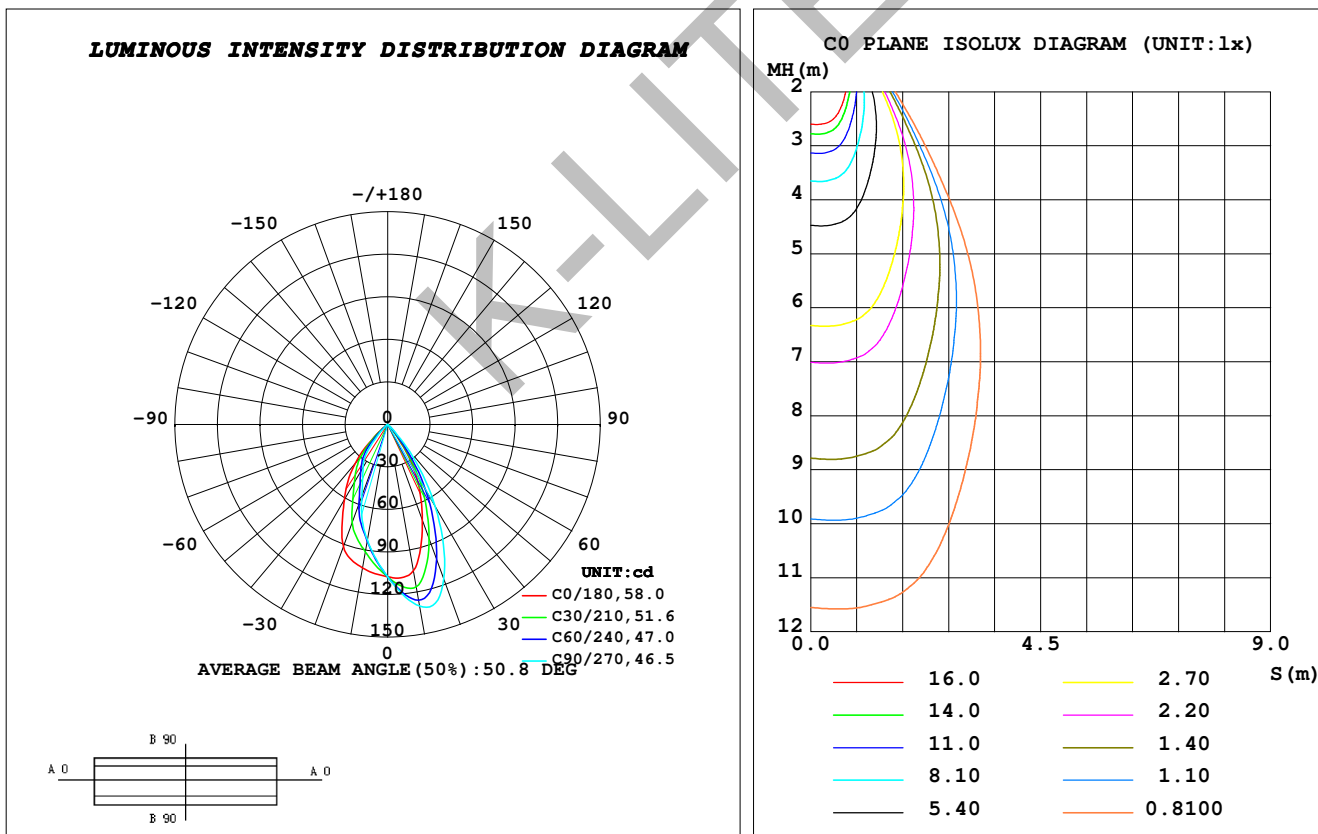 LUMINOUS INTENSITY DISTRIBUTION DIAGRAM
-/+180
-150
150
-120
120
-90
90
-60
60
-30
30
0
0
30
60
90
120
150
UNIT:cd
C0/180,58.0
C30/210,51.6
C60/240,47.0
C90/270,46.5
AVERAGE BEAM ANGLE(50%):50.8 DEG
B 90
A 0
A 0
B 90
C0 PLANE ISOLUX DIAGRAM (UNIT:lx)
MH(m)
2
3
4
5
6
7
8
9
10
11
12
0.0
4.5
9.0
S(m)
16.0
14.0
11.0
8.10
5.40
2.70
2.20
1.40
1.10
0.8100
K-LITE